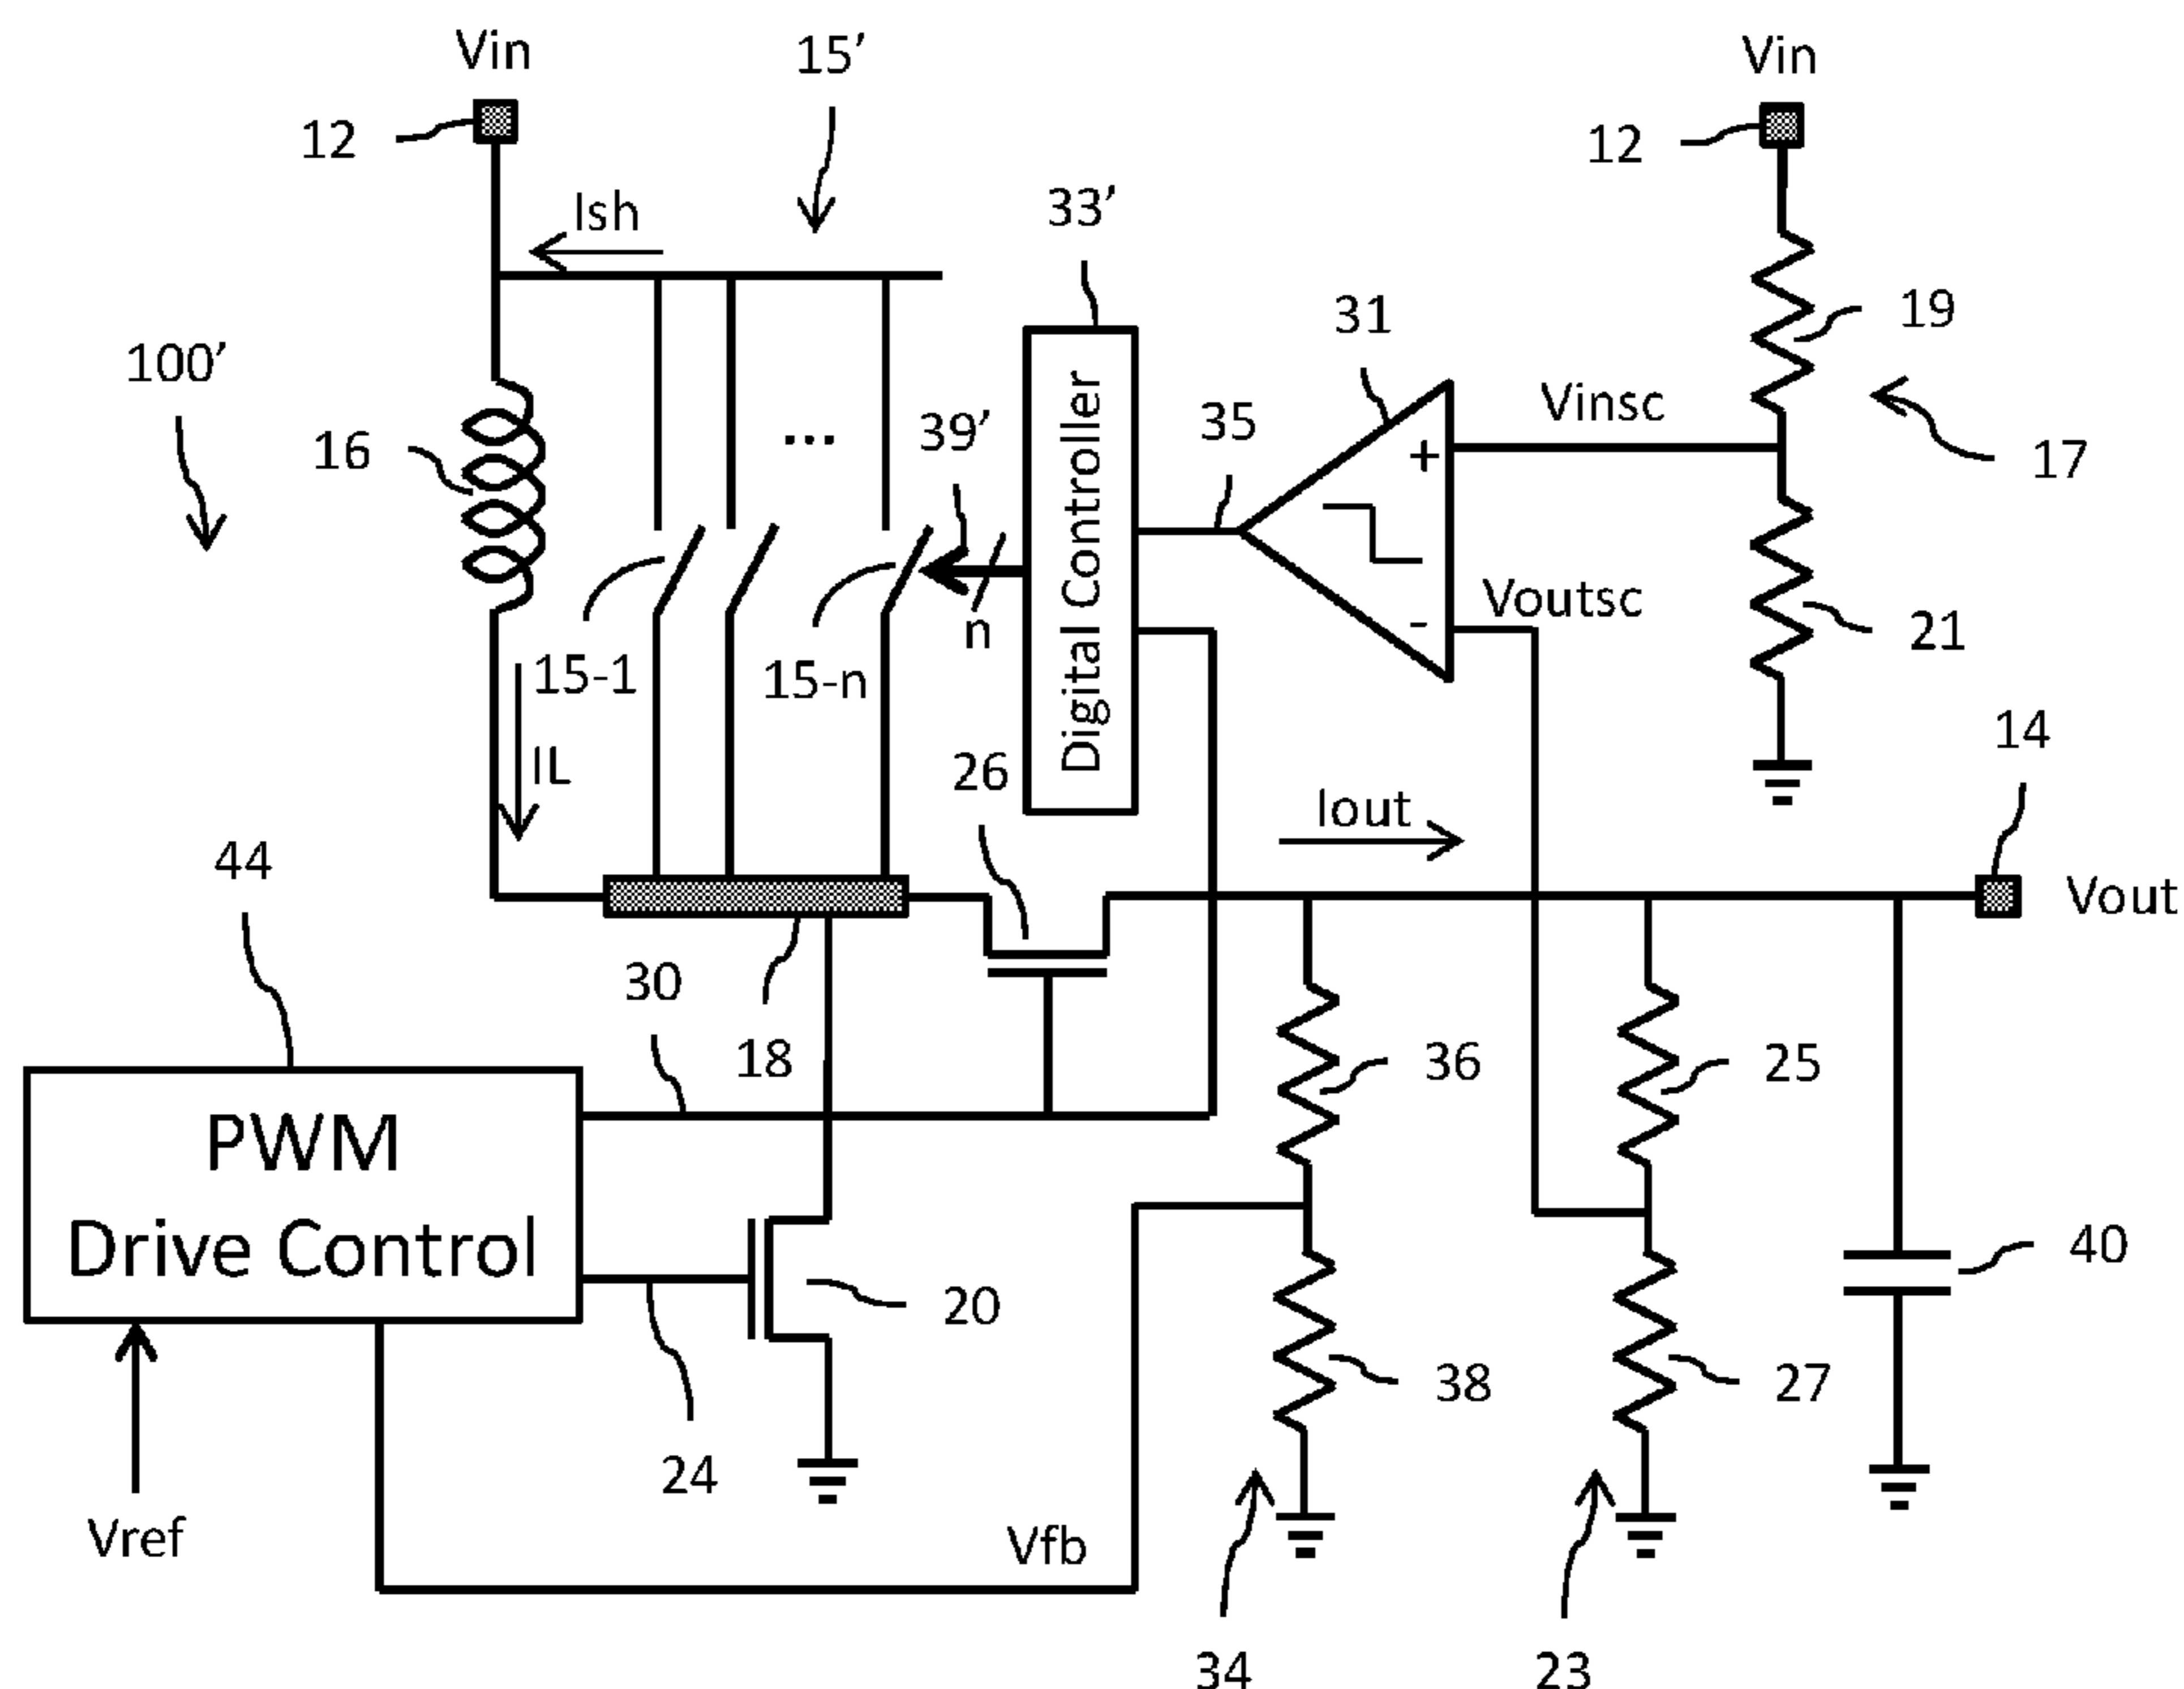 Vin
15’
Vin
12
12
Ish
33’
19
31
100’
Vinsc
35
39’
16
17
...
+
Digital Controller
Voutsc
n
-
21
15-1
15-n
14
IL
26
Iout
44
Vout
30
18
36
25
PWM
Drive Control
40
20
38
27
24
Vref
Vfb
34
23